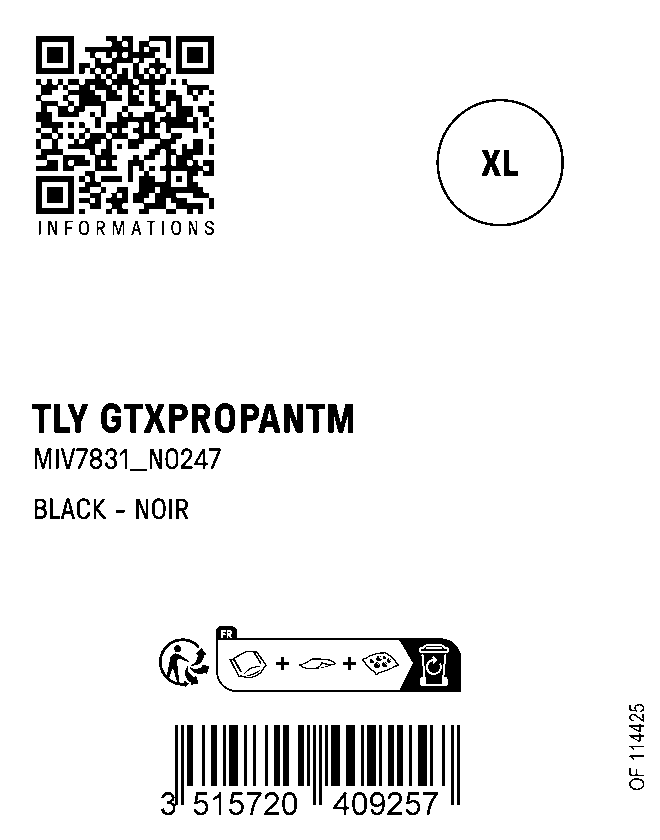 INFORMATIONS
XL
TLY GTXPROPANTM
MIV7831_N0247
BLACK - NOIR
FR
3 515720 409257
OF 114425